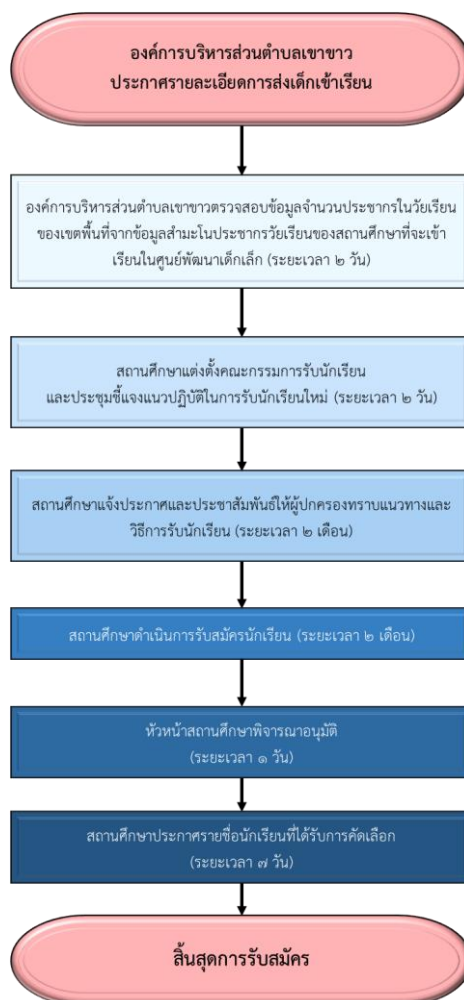 องค์การบริหารส่วนตำบลเขาขาว
ประกาศรายละเอียดการส่งเด็กเข้าเรียน
องค์การบริหารส่วนตำบลเขาขาวตรวจสอบข้อมูลจำนวนประชากรในวัยเรียน
ของเขตพื้นที่จากข้อมูลสำมะโนประชากรวัยเรียนของสถานศึกษาที่จะเข้า
เรียนในศูนย์พัฒนาเด็กเล็ก (ระยะเวลา ๒ วัน)
สถานศึกษาแต่งตั้งคณะกรรมการรับนักเรียน
และประชุมชี้แจงแนวปฏิบัติในการรับนักเรียนใหม่ (ระยะเวลา ๒ วัน)
สถานศึกษาแจ้งประกาศและประชาสัมพันธ์ให้ผู้ปกครองทราบแนวทางและ
วิธีการรับนักเรียน (ระยะเวลา ๒ เดือน)
สถานศึกษาดำเนินการรับสมัครนักเรียน (ระยะเวลา ๒ เดือน)
หัวหน้าสถานศึกษาพิจารณาอนุมัติ
(ระยะเวลา ๑ วัน)
สถานศึกษาประกาศรายชื่อนักเรียนที่ได้รับการคัดเลือก
(ระยะเวลา ๗ วัน)
สิ้นสุดการรับสมัคร